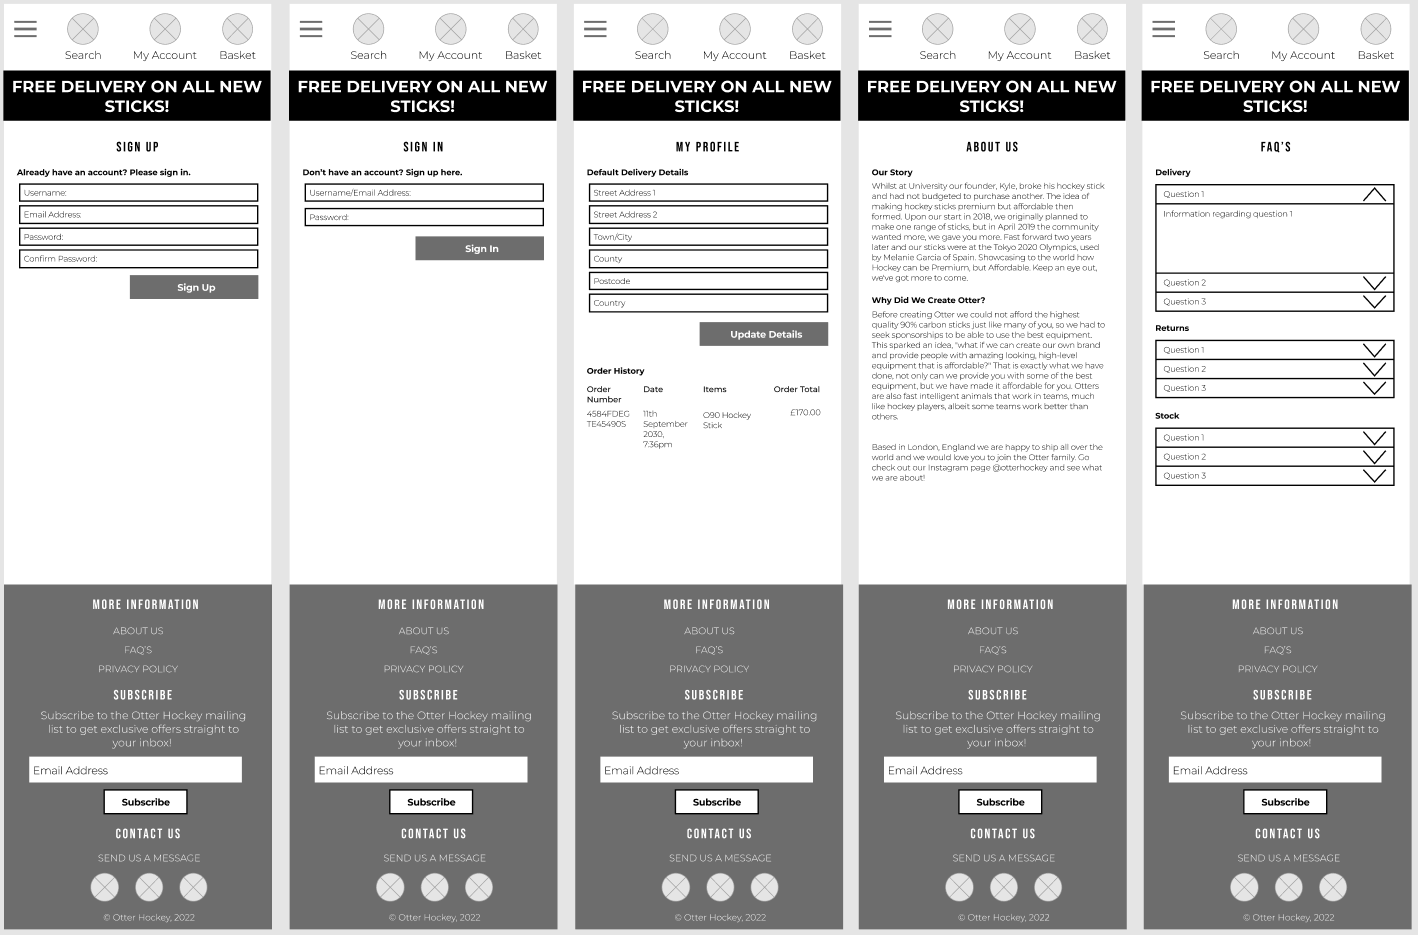 Search My Account Basket
FREE DELIVERY ON ALL NEW
STICKS!
SIGN UP
Already have an account? Please sign in.
Username:
Email Address:
Password:
Confirm Password:
Sign Up
MORE INFORMATION
ABOUT US
FAQ'S
PRIVACY POLICY
SUBSCRIBE
Subscribe to the Otter Hockey mailing
list to get exclusive offers straight to
your inbox!
Email Address
Subscribe
CONTACT US
SEND US A MESSAGE
© Otter Hockey, 2022
Search My Account Basket
FREE DELIVERY ON ALL NEW
STICKS!
SIGN IN
Don't have an account? Sign up here.
Username/Email Address:
Password:
Sign In
MORE INFORMATION
ABOUT US
FAQ'S
PRIVACY POLICY
SUBSCRIBE
Subscribe to the Otter Hockey mailing
list to get exclusive offers straight to
your inbox!
Email Address
Subscribe
CONTACT US
SEND US A MESSAGE
© Otter Hockey, 2022
Search My Account Basket
FREE DELIVERY ON ALL NEW
STICKS!
MY PROFILE
Default Delivery Details
Street Address 1
Street Address 2
Town/City
County
Postcode
Country
Update Details
Order History
Order Date Items Order Total
Number
4584FDEG 11th O90 Hockey £170.00
TE45490S September Stick
2030,
7:36pm
MORE INFORMATION
ABOUT US
FAQ'S
PRIVACY POLICY
SUBSCRIBE
Subscribe to the Otter Hockey mailing
list to get exclusive offers straight to
your inbox!
Email Address
Subscribe
CONTACT US
SEND US A MESSAGE
© Otter Hockey, 2022
Search My Account Basket
FREE DELIVERY ON ALL NEW
STICKS!
ABOUT US
Our Story
Whilst at University our founder, Kyle, broke his hockey stick
and had not budgeted to purchase another. The idea of
making hockey sticks premium but affordable then
formed. Upon our start in 2018, we originally planned to
make one range of sticks, but in April 2019 the community
wanted more, we gave you more. Fast forward two years
later and our sticks were at the Tokyo 2020 Olympics, used
by Melanie Garcia of Spain. Showcasing to the world how
Hockey can be Premium, but Affordable. Keep an eye out,
we've got more to come.
Why Did We Create Otter?
Before creating Otter we could not afford the highest
quality 90% carbon sticks just like many of you, so we had to
seek sponsorships to be able to use the best equipment.
This sparked an idea, "what if we can create our own brand
and provide people with amazing looking, high-level
equipment that is affordable?" That is exactly what we have
done, not only can we provide you with some of the best
equipment, but we have made it affordable for you. Otters
are also fast intelligent animals that work in teams, much
like hockey players, albeit some teams work better than
others.
Based in London, England we are happy to ship all over the
world and we would love you to join the Otter family. Go
check out our Instagram page @otterhockey and see what
we are about!
MORE INFORMATION
ABOUT US
FAQ'S
PRIVACY POLICY
SUBSCRIBE
Subscribe to the Otter Hockey mailing
list to get exclusive offers straight to
your inbox!
Email Address
Subscribe
CONTACT US
SEND US A MESSAGE
© Otter Hockey, 2022
Search My Account Basket
FREE DELIVERY ON ALL NEW
STICKS!
FAQ'S
Delivery
Question 1
Information regarding question 1
Question 2
Question 3
Returns
Question 1
Question 2
Question 3
Stock
Question 1
Question 2
Question 3
MORE INFORMATION
ABOUT US
FAQ'S
PRIVACY POLICY
SUBSCRIBE
Subscribe to the Otter Hockey mailing
list to get exclusive offers straight to
your inbox!
Email Address
Subscribe
CONTACT US
SEND US A MESSAGE
© Otter Hockey, 2022